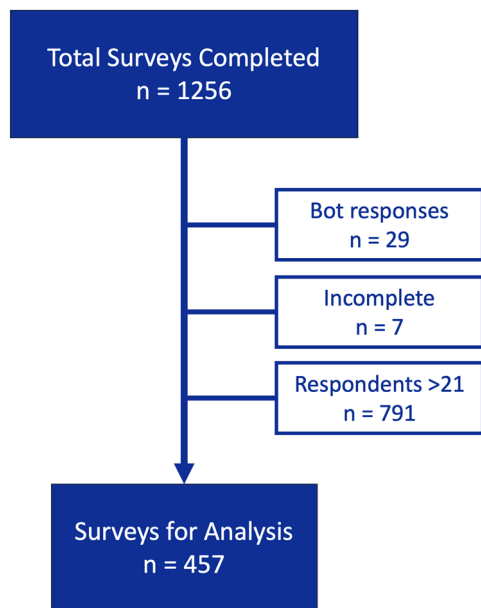 Total Surveys Completed
n = 1256
Bot responses
n = 29
Incomplete
n = 7
Respondents >21
n = 791
Surveys for Analysis
n = 457